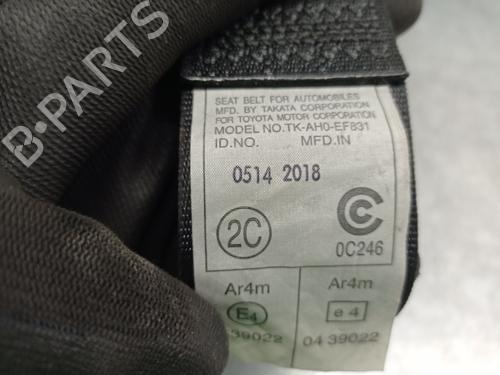 SEAT BELT FOR AUTOMOBILES
MFD. BY TAKATA CORPORATION
FOR TOYOTA MOTOR CORPORATION
MODEL NO. TK-AH0-EF831
ID.NO. MFD.IN
0514 2018
2C
0C246
Ar4m Ar4m
E4 e 4
39022 04 39022